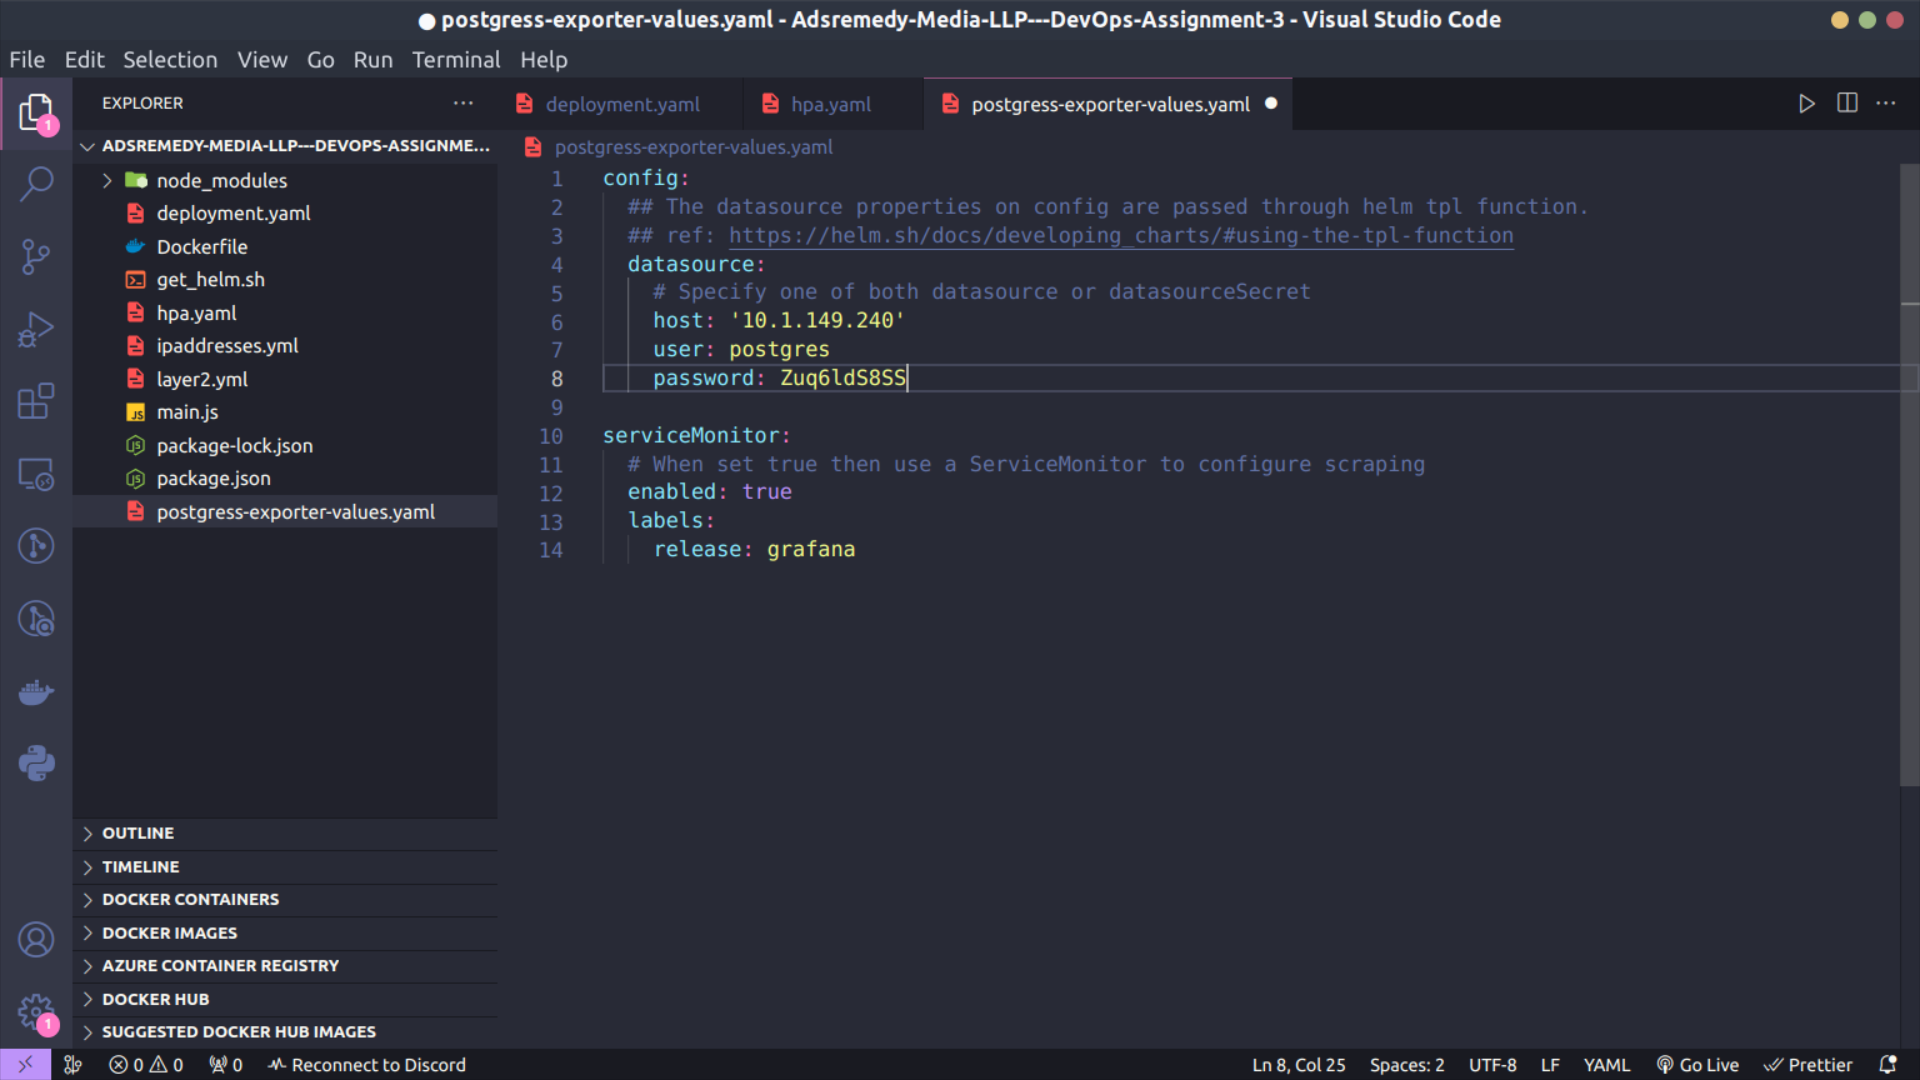 postgress-exporter-values.yaml - Adsremedy-Media-LLP---DevOps-Assignment-3 - Visual Studio Code
File Edit Selection View Go Run Terminal Help
EXPLORER
ADSREMEDY-MEDIA-LLP---DEVOPS-ASSIGNME...
node_modules
deployment.yaml
Dockerfile
get_helm.sh
hpa.yaml
ipaddresses.yml
layer2.yml
main.js
package-lock.json
package.json
postgress-exporter-values.yaml
OUTLINE
TIMELINE
DOCKER CONTAINERS
DOCKER IMAGES
AZURE CONTAINER REGISTRY
DOCKER HUB
SUGGESTED DOCKER HUB IMAGES
1
1
deployment.yaml hpa.yaml postgress-exporter-values.yaml
postgress-exporter-values.yaml
1 config:
2 ## The datasource properties on config are passed through helm tpl function.
3 ## ref: https://helm.sh/docs/developing_charts/#using-the-tpl-function
4 datasource:
5 # Specify one of both datasource or datasourceSecret
6 host: '10.1.149.240'
7 user: postgres
8 password: Zuq6ldS8SS
9
10 serviceMonitor:
11 # When set true then use a ServiceMonitor to configure scraping
12 enabled: true
13 labels:
14 release: grafana
0 0 0 Reconnect to Discord Ln 8, Col 25 Spaces: 2 UTF-8 LF YAML Go Live Prettier